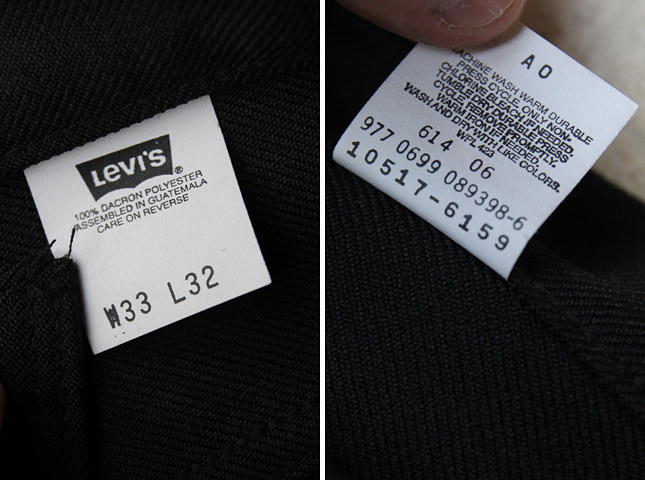 LEVI'S®
100% DACRON POLYESTER
ASSEMBLED IN GUATEMALA
CARE ON REVERSE
W33 L32
AO
MACHINE WASH WARM DURABLE
PRESS CYCLE. ONLY NON-
CHLORINE BLEACH IF NEEDED.
TUMBLE DRY DURABLE PRESS
CYCLE. REMOVE PROMPTLY.
WARM IRON IF NEEDED.
WASH AND DRY WITH LIKE COLORS.
WPL 423
614 06
977 0699 089398-6
10517-6159